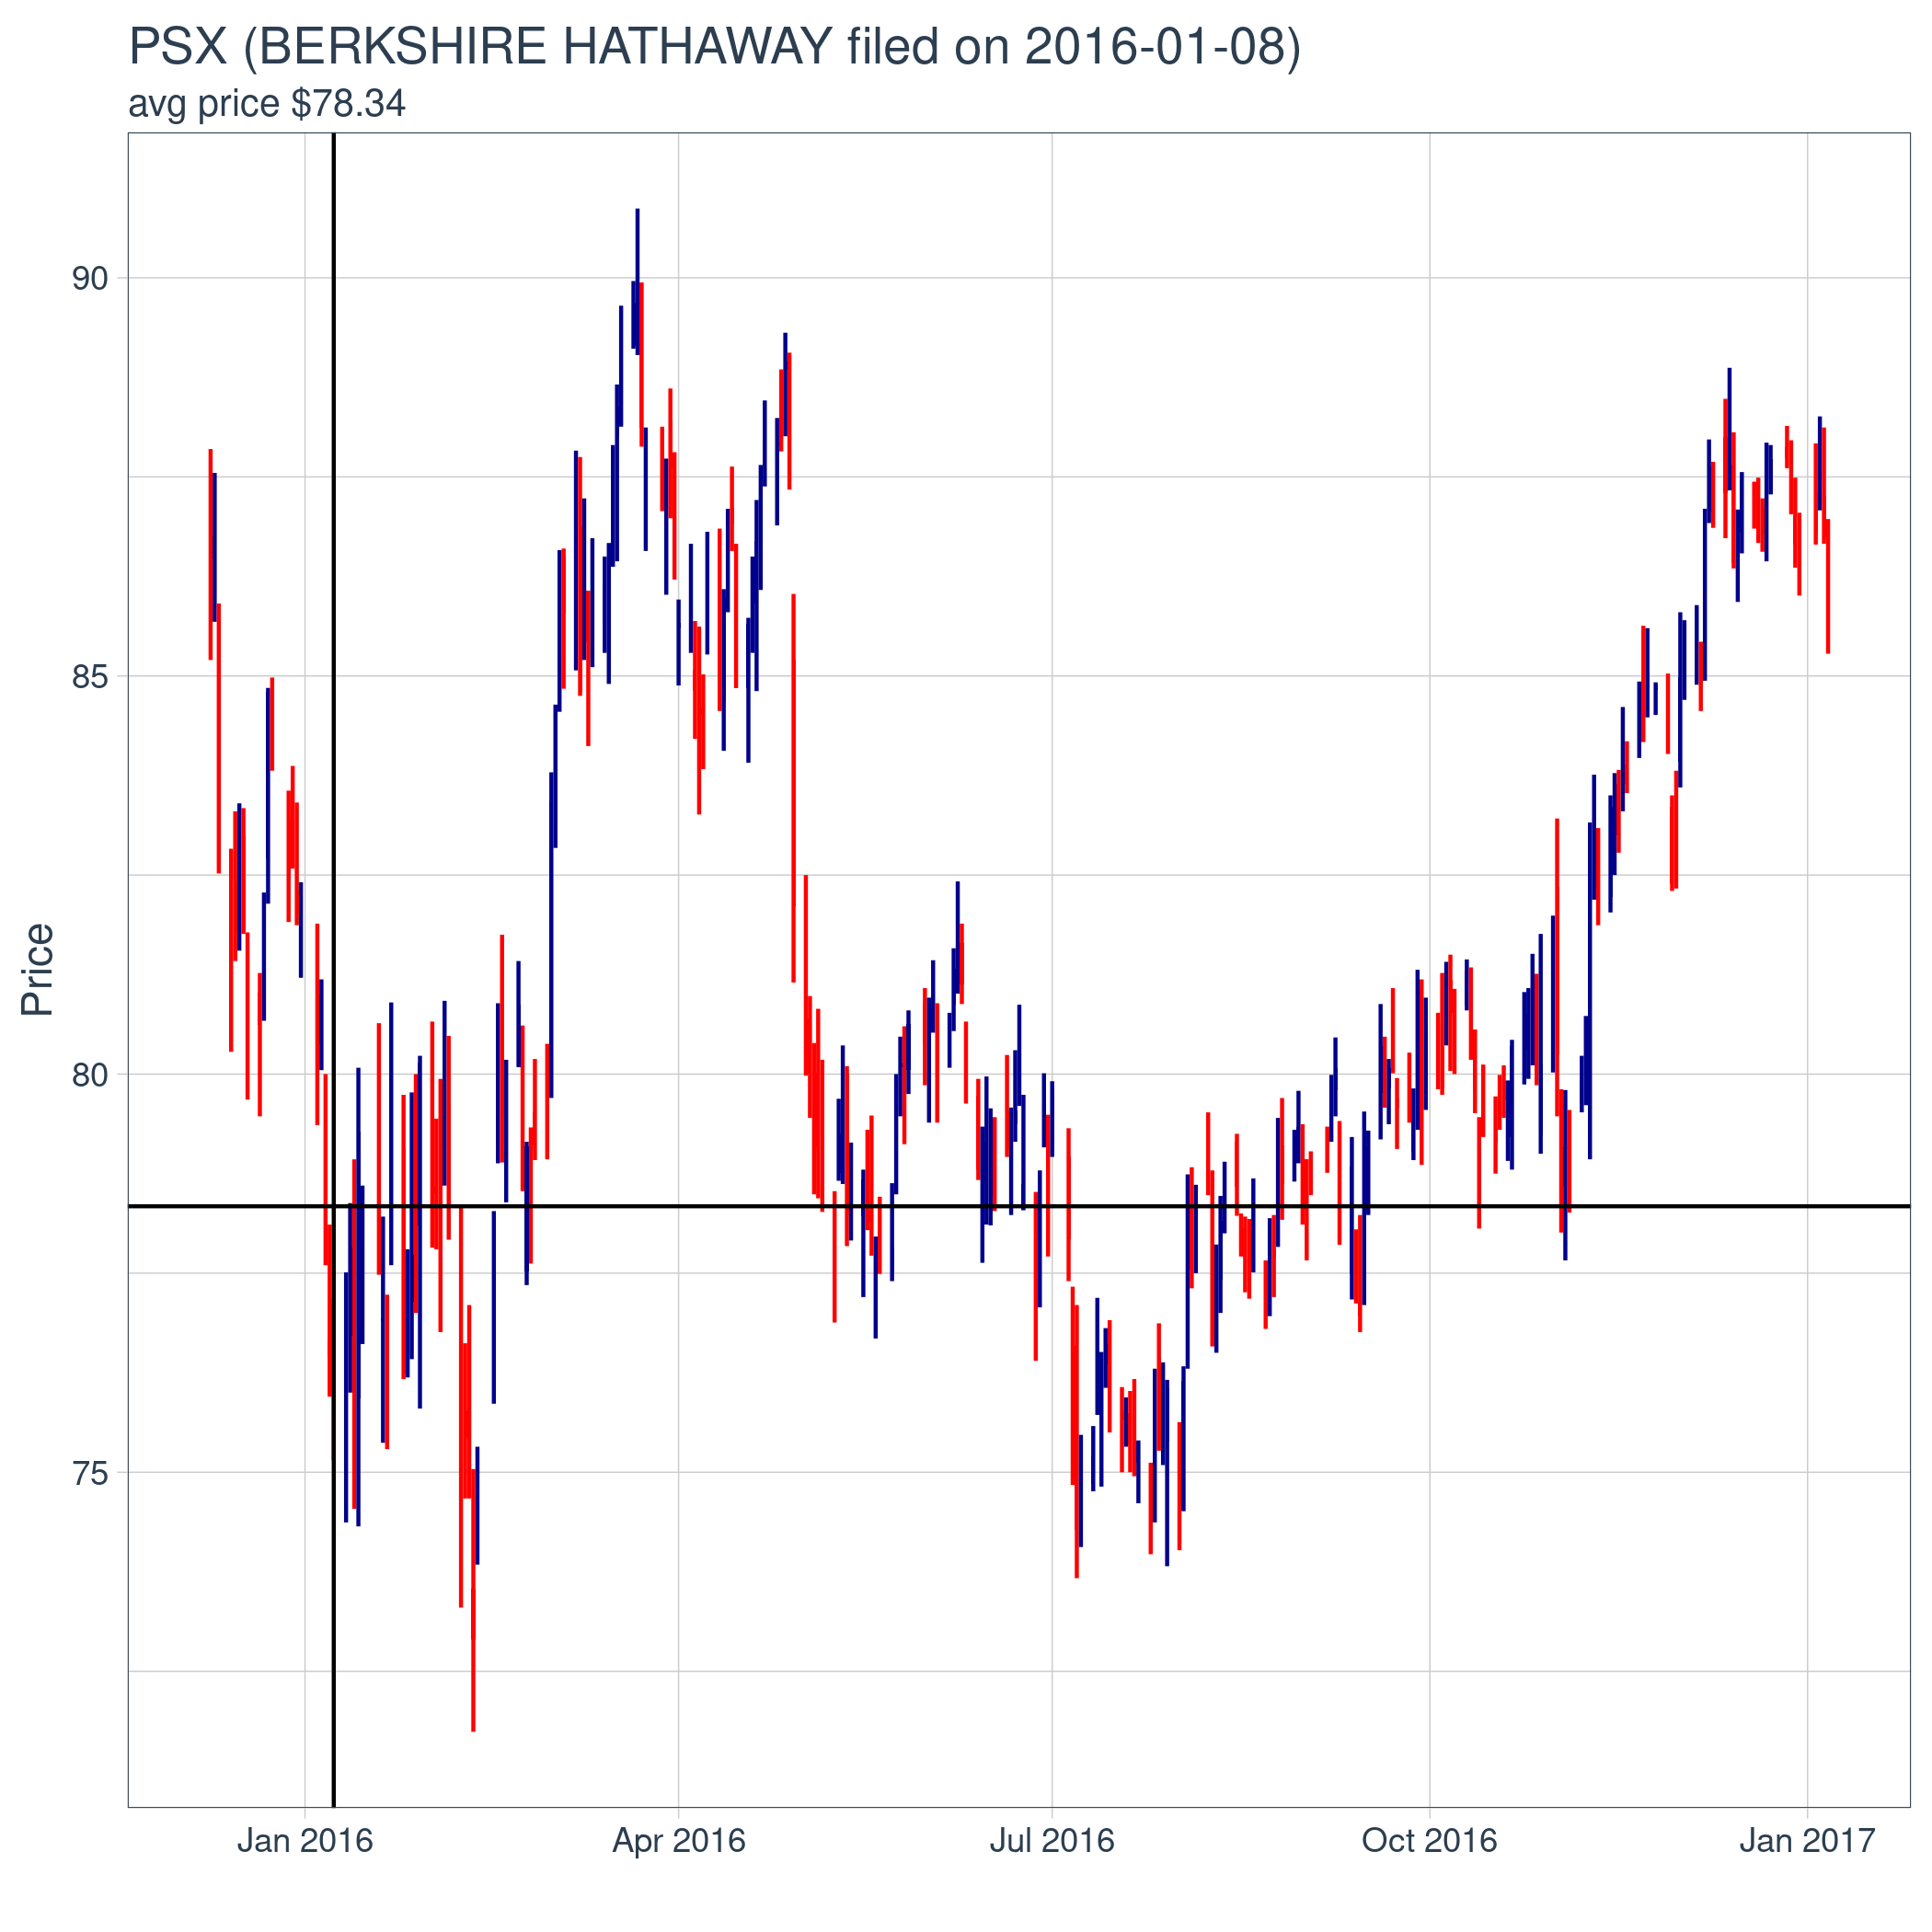 PSX (BERKSHIRE HATHAWAY filed on 2016-01-08)
avg price $78.34
90
85
80
75
Price
Jan 2016
Apr 2016
Jul 2016
Oct 2016
Jan 2017